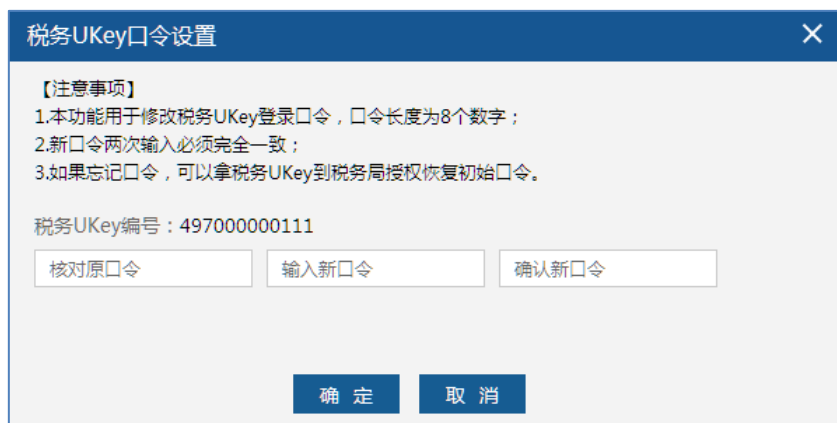 税务UKey口令设置
【注意事项】
1.本功能用于修改税务UKey登录口令，口令长度为8个数字；
2.新口令两次输入必须完全一致；
3.如果忘记口令，可以拿税务UKey到税务局授权恢复初始口令。
税务UKey编号：497000000111
核对原口令 输入新口令 确认新口令
确 定 取 消